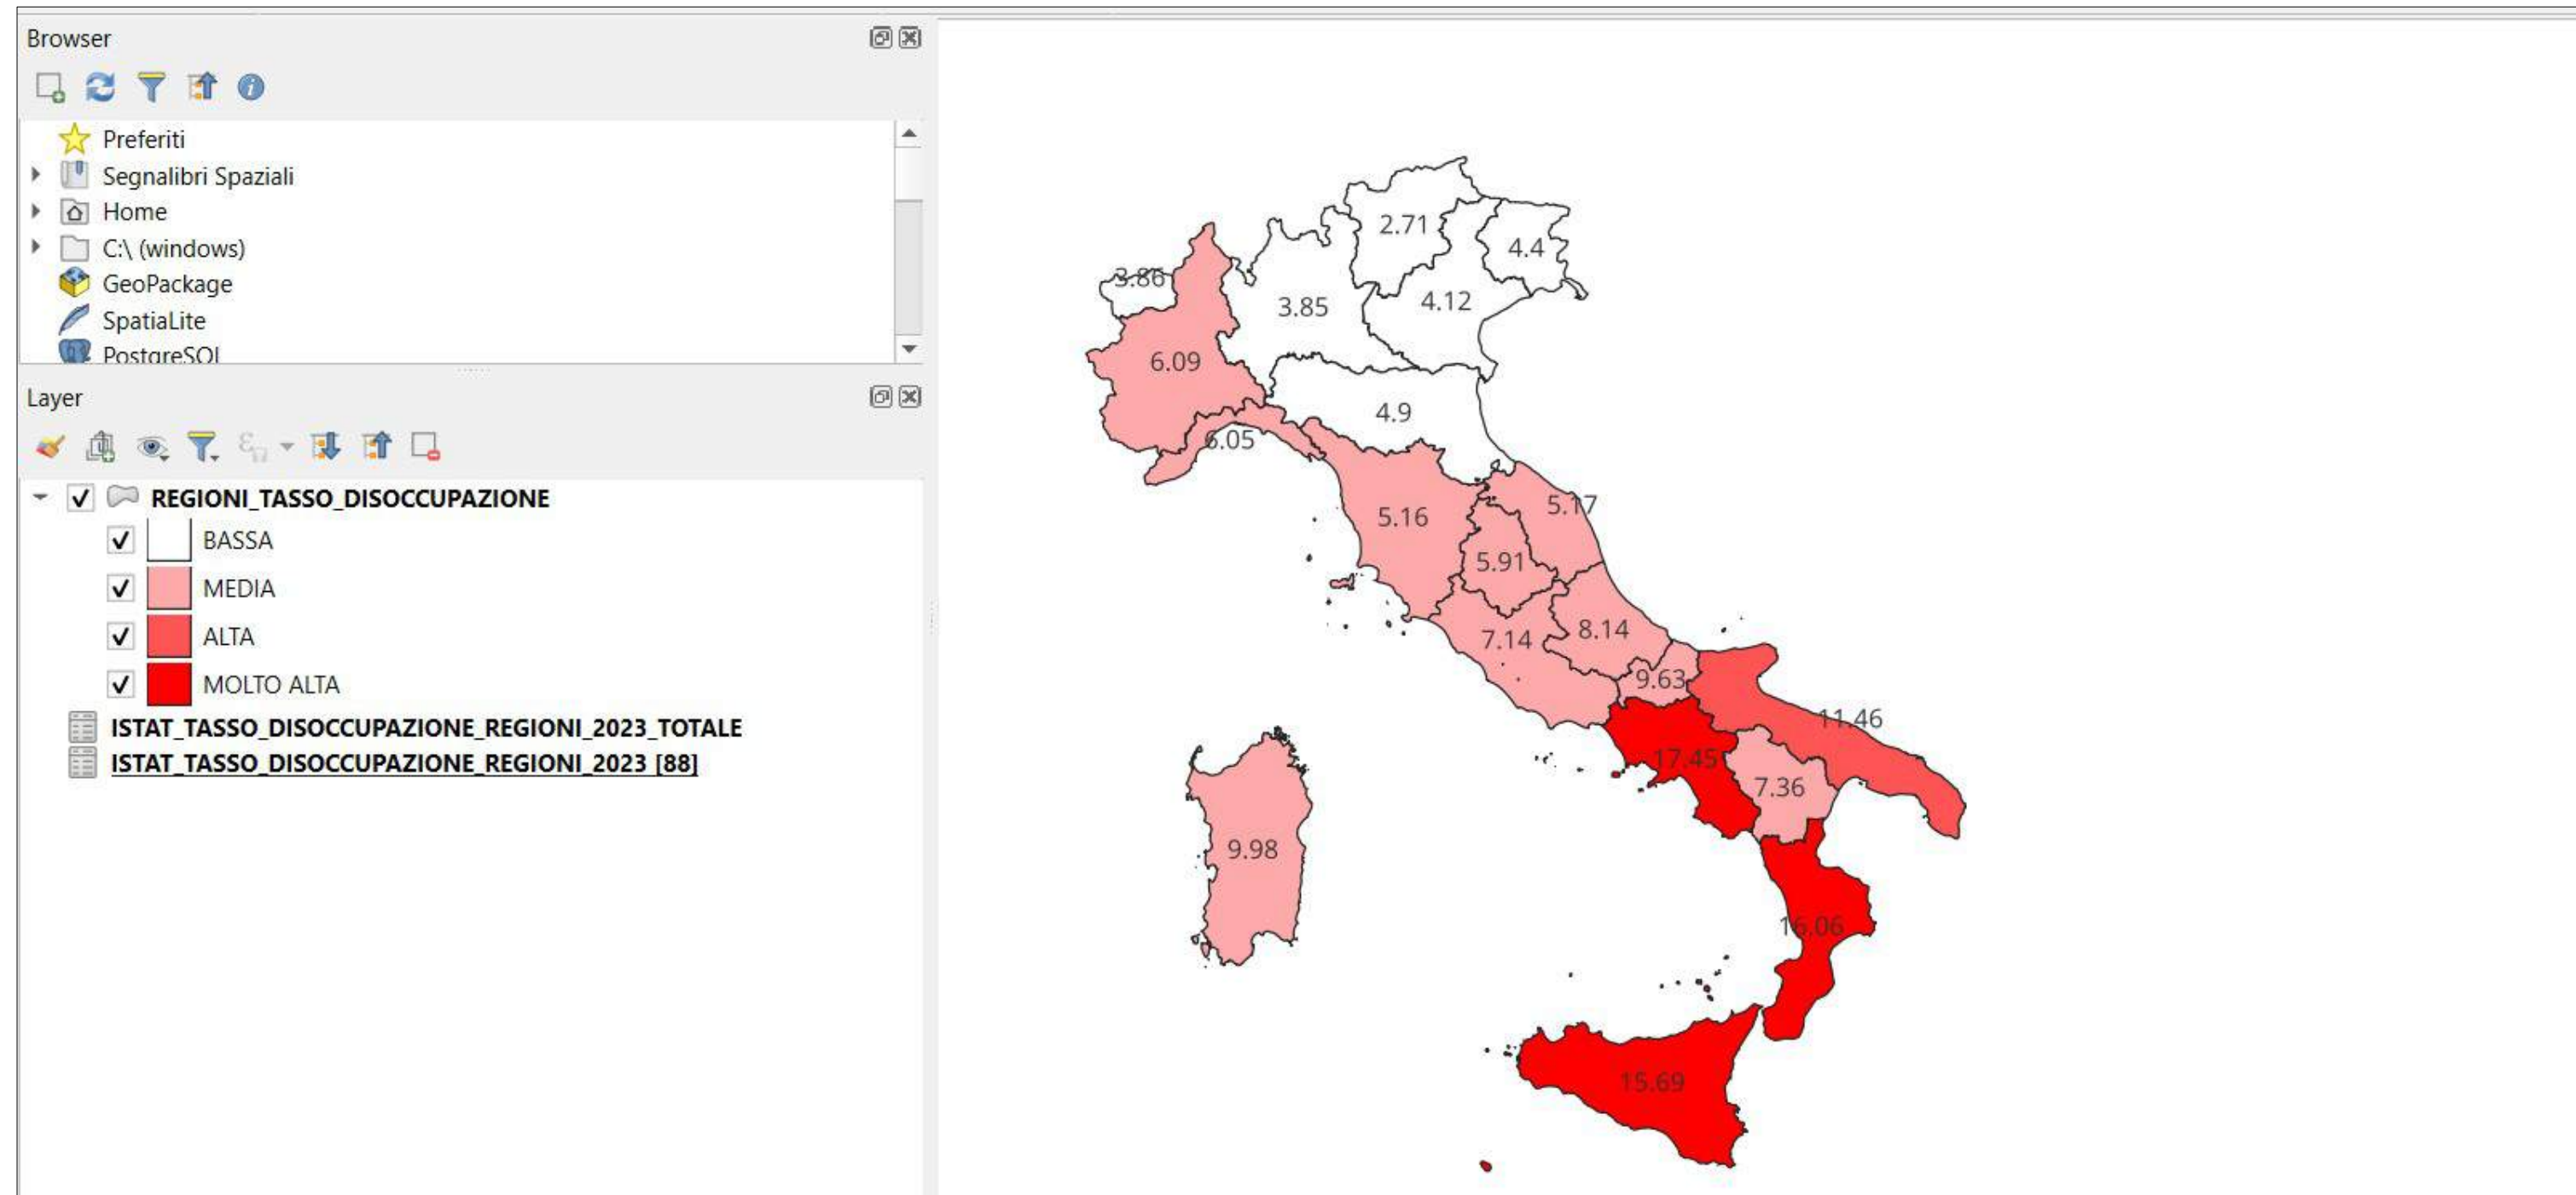 Browser
Preferiti
Segnalibri Spaziali
Home
C:\ (windows)
GeoPackage
SpatiaLite
PostgreSQL
Layer
REGIONI_TASSO_DISOCCUPAZIONE
BASSA
MEDIA
ALTA
MOLTO ALTA
ISTAT_TASSO_DISOCCUPAZIONE_REGIONI_2023_TOTALE
ISTAT_TASSO_DISOCCUPAZIONE_REGIONI_2023 [88]
2.71
4.4
3.86
3.85
4.12
6.09
4.9
6.05
5.17
5.16
5.91
7.14
8.14
9.63
11.46
17.45
7.36
9.98
16.06
15.69